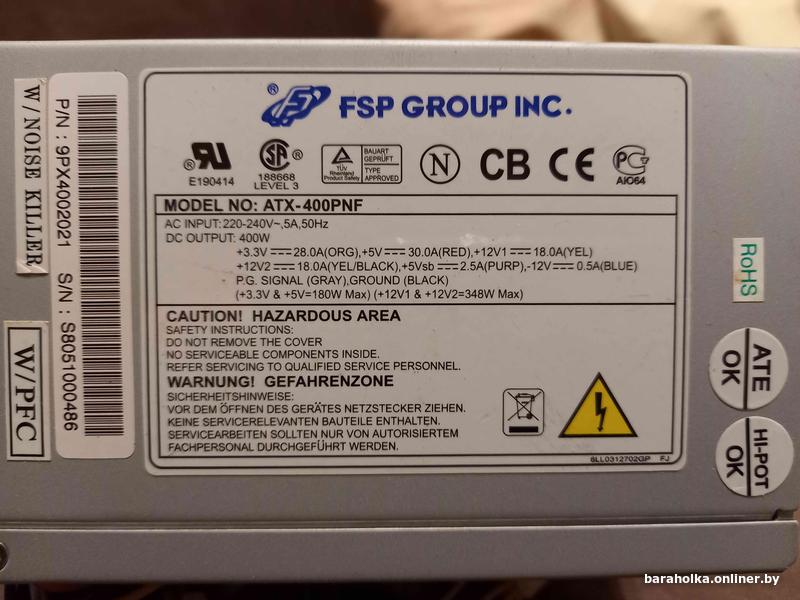 W/ NOISE KILLER
W/PFC
P/N : 9PX4002021 S/N : S8051000486
® FSP GROUP INC.
® E190414
SA ® 188668 LEVEL 3
TÜV Rheinland Product Safety BAUART GEPRÜFT TYPE APPROVED
N
CB CE
PC AIO64
MODEL NO: ATX-400PNF
AC INPUT: 220-240V~,5A,50Hz
DC OUTPUT: 400W
+3.3V 28.0A(ORG),+5V 30.0A(RED),+12V1 18.0A(YEL)
+12V2 18.0A(YEL/BLACK),+5Vsb 2.5A(PURP),-12V 0.5A(BLUE)
P.G. SIGNAL (GRAY),GROUND (BLACK)
(+3.3V & +5V=180W Max) (+12V1 & +12V2=348W Max)
CAUTION! HAZARDOUS AREA
SAFETY INSTRUCTIONS:
DO NOT REMOVE THE COVER
NO SERVICEABLE COMPONENTS INSIDE.
REFER SERVICING TO QUALIFIED SERVICE PERSONNEL.
WARNUNG! GEFAHRENZONE
SICHERHEITSHINWEISE:
VOR DEM ÖFFNEN DES GERÄTES NETZSTECKER ZIEHEN.
KEINE SERVICERELEVANTEN BAUTEILE ENTHALTEN.
SERVICEARBEITEN SOLLTEN NUR VON AUTORISIERTEM
FACHPERSONAL DURCHGEFÜHRT WERDEN.
6LL0312702GP FJ
RoHS
ATE
OK
HI-POT
OK
baraholka.onliner.by